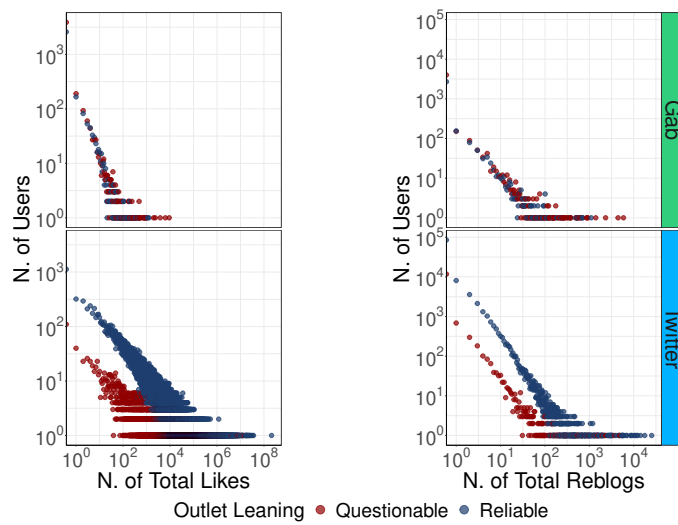 10^3
10^2
10^1
10^0
N. of Users
10^5
10^4
10^3
10^2
10^1
10^0
N. of Users
Gab
10^3
10^2
10^1
10^0
10^0 10^2 10^4 10^6 10^8
N. of Total Likes
10^5
10^4
10^3
10^2
10^1
10^0
10^0 10^1 10^2 10^3 10^4
N. of Total Reblogs
Twitter
Outlet Leaning Questionable Reliable